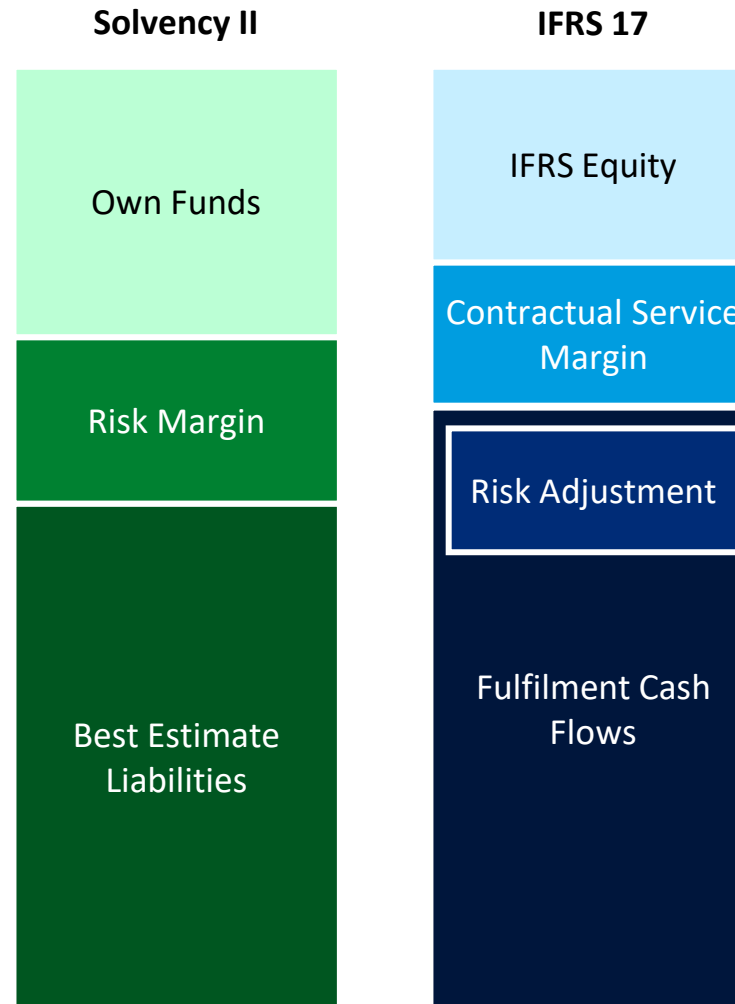 Solvency II
IFRS 17
Own Funds
IFRS Equity
Risk Margin
Contractual Service
Margin
Risk Adjustment
Best Estimate
Liabilities
Fulfilment Cash
Flows